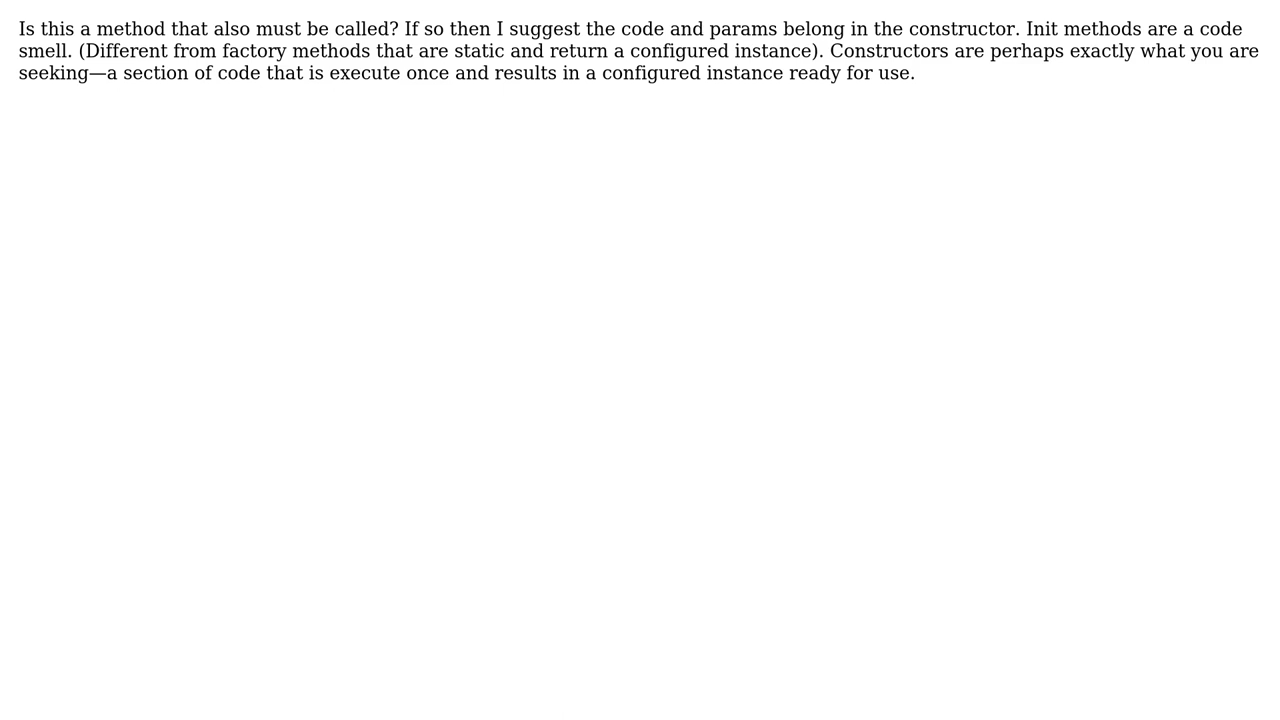 Is this a method that also must be called? If so then I suggest the code and params belong in the constructor. Init methods are a code
smell. (Different from factory methods that are static and return a configured instance). Constructors are perhaps exactly what you are
seeking—a section of code that is execute once and results in a configured instance ready for use.